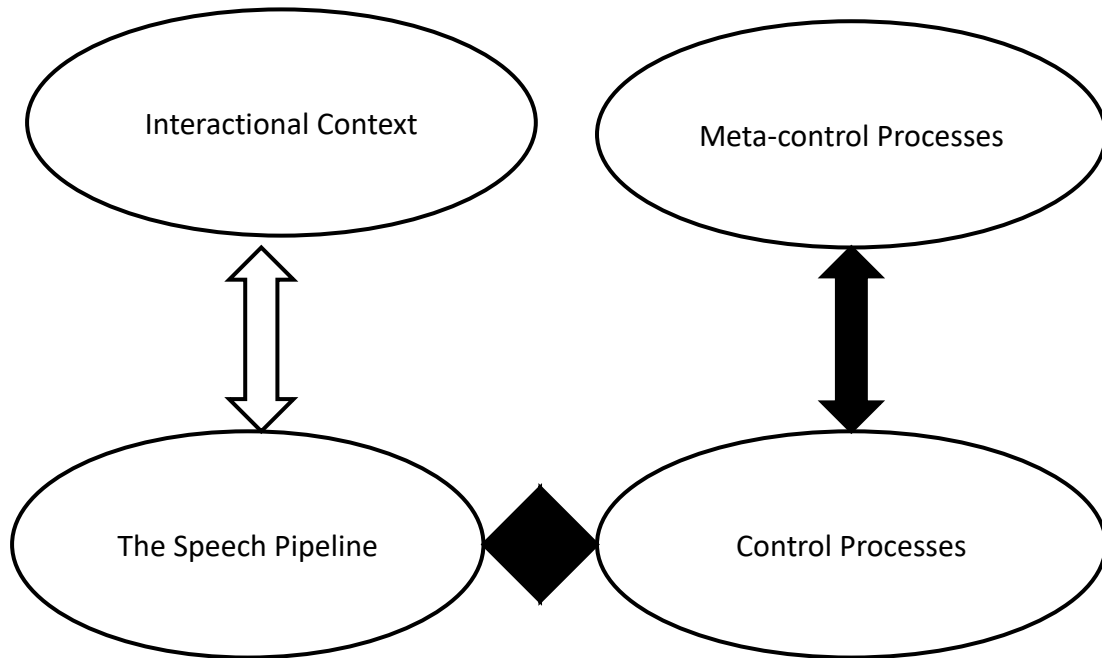 Interactional Context
Meta-control Processes
The Speech Pipeline
Control Processes